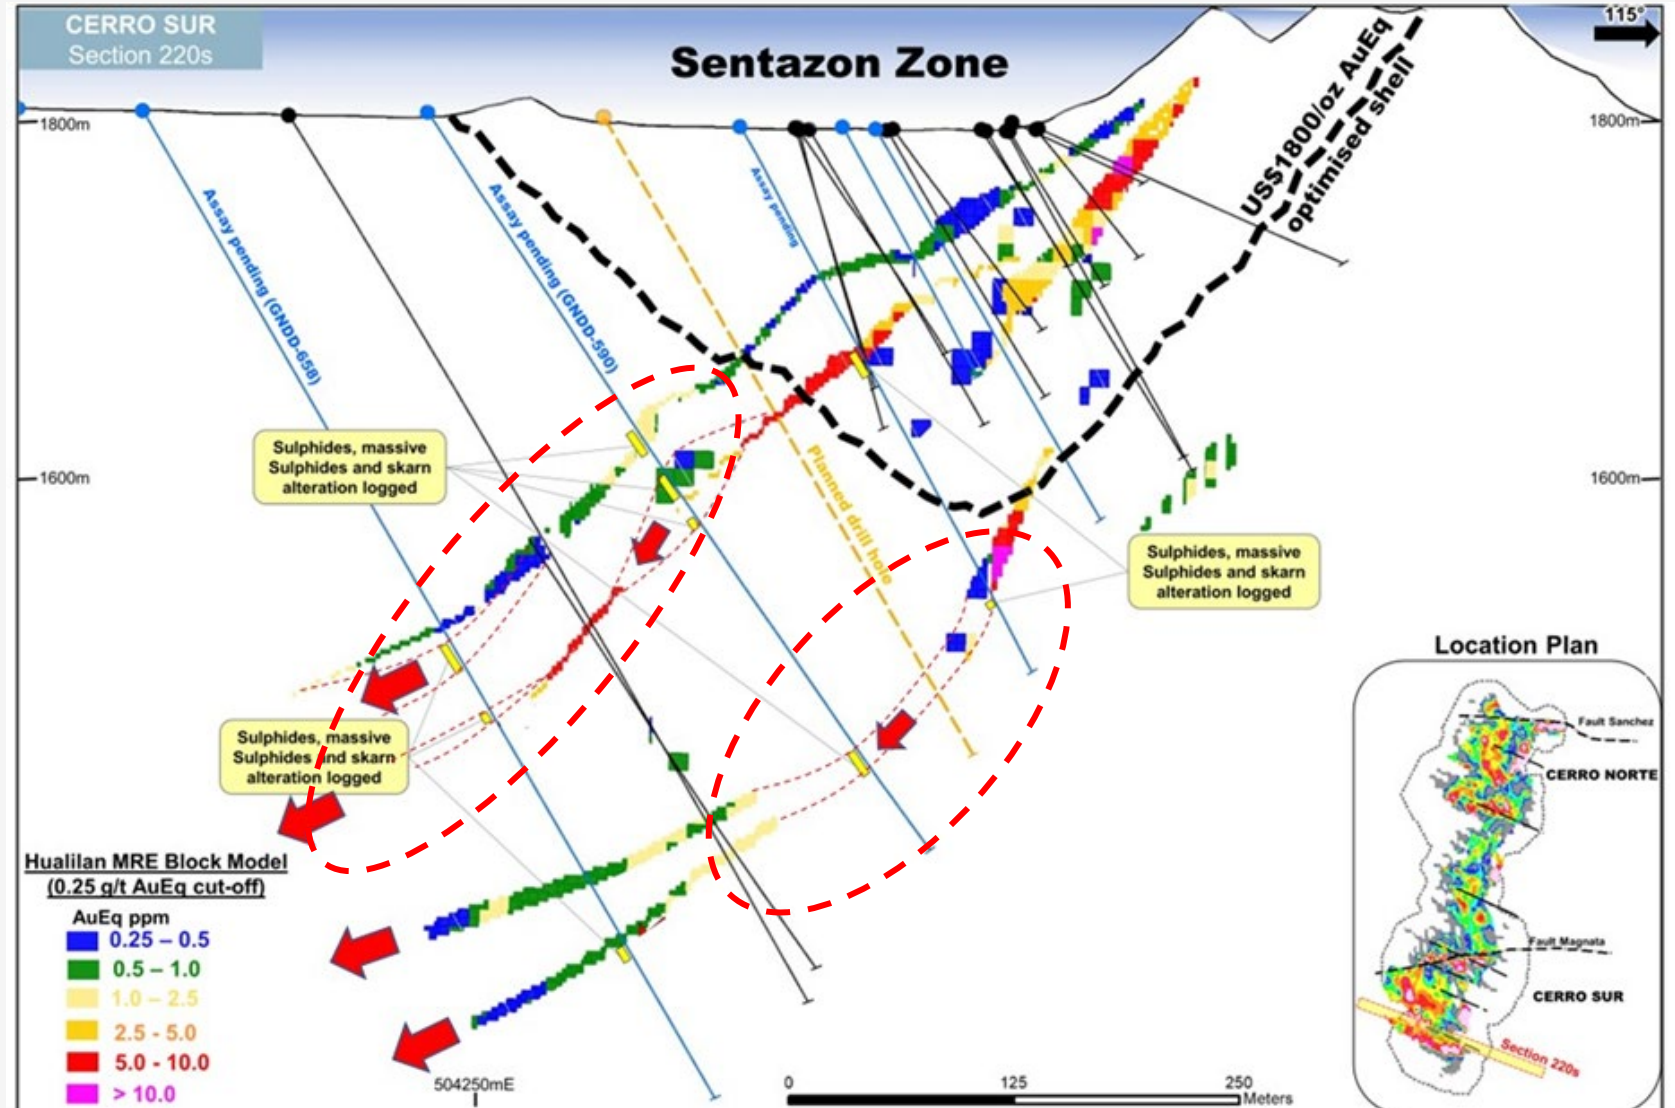 CERRO SUR
Section 220s
Sentazon Zone
115°
US$1800/oz AuEq
optimised shell
1800m
1800m
Assay pending (GNDD-658)
Assay pending (GNDD-590)
Assay pending
Planned drill hole
Sulphides, massive
Sulphides and skarn
alteration logged
1600m
1600m
Sulphides, massive
Sulphides and skarn
alteration logged
Sulphides, massive
Sulphides and skarn
alteration logged
Location Plan
Fault Sanchez
CERRO NORTE
Fault Magnata
CERRO SUR
Section 220s
Hualilan MRE Block Model
(0.25 g/t AuEq cut-off)
AuEq ppm
0.25 – 0.5
0.5 – 1.0
1.0 – 2.5
2.5 - 5.0
5.0 - 10.0
> 10.0
504250mE
0
125
250
Meters